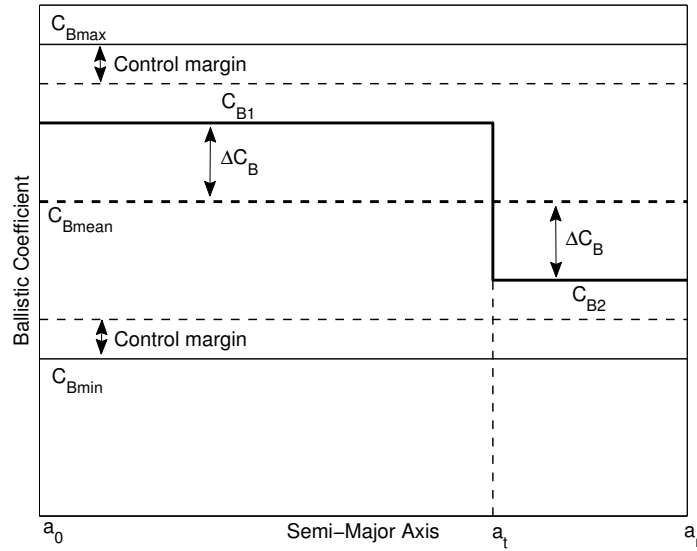 C_Bmax
Control margin
C_B1
ΔC_B
C_Bmean
ΔC_B
C_B2
Control margin
C_Bmin
Ballistic Coefficient
a_0
Semi−Major Axis
a_t